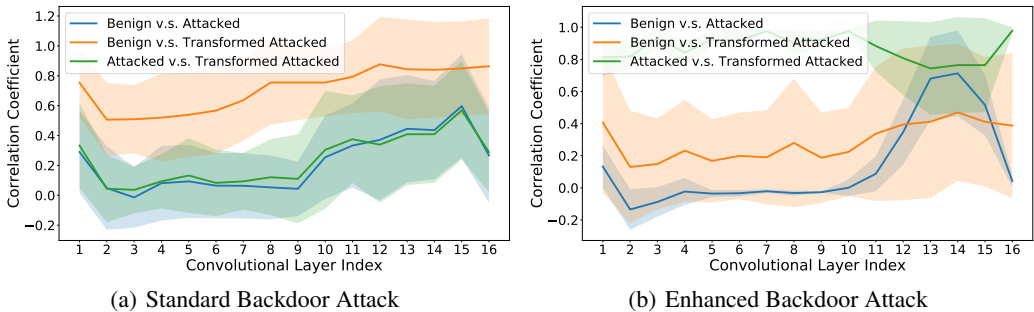 Benign v.s. Attacked
Benign v.s. Transformed Attacked
Attacked v.s. Transformed Attacked
Correlation Coefficient
1.2
1.0
0.8
0.6
0.4
0.2
0.0
−0.2
1 2 3 4 5 6 7 8 9 10 11 12 13 14 15 16
Convolutional Layer Index
(a) Standard Backdoor Attack
Benign v.s. Attacked
Benign v.s. Transformed Attacked
Attacked v.s. Transformed Attacked
Correlation Coefficient
1.0
0.8
0.6
0.4
0.2
0.0
−0.2
1 2 3 4 5 6 7 8 9 10 11 12 13 14 15 16
Convolutional Layer Index
(b) Enhanced Backdoor Attack